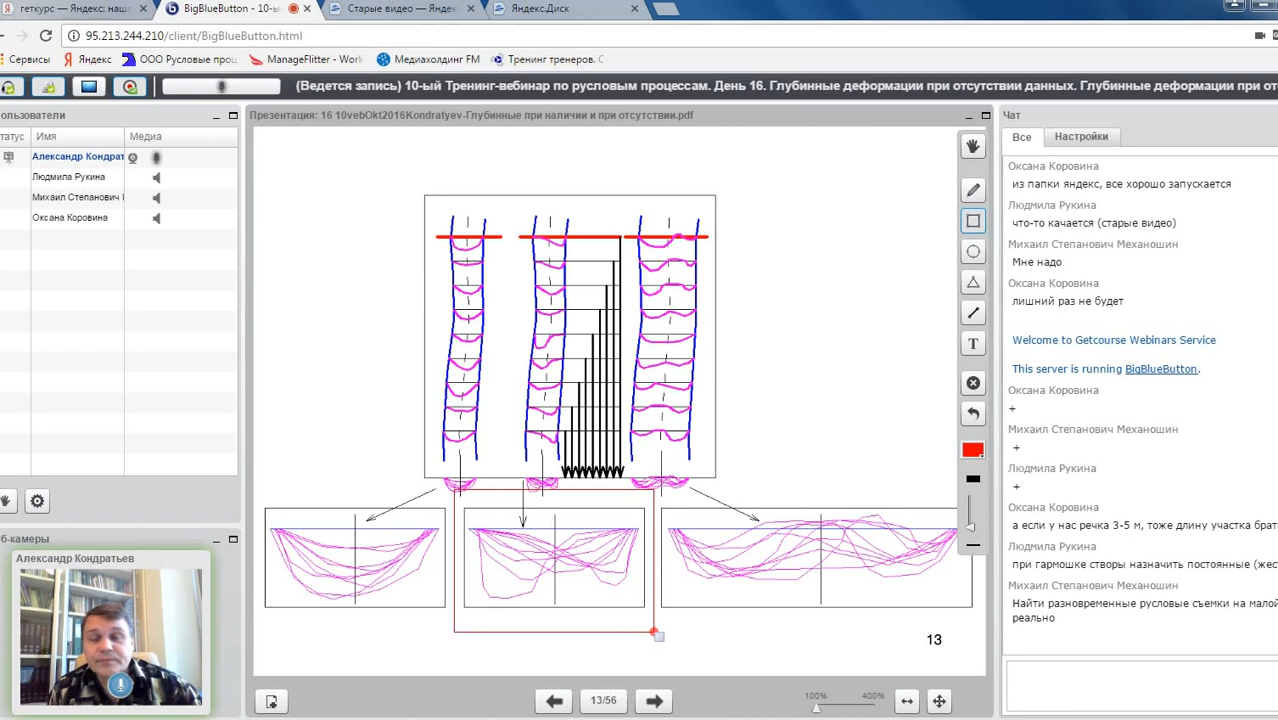 геткурс — Яндекс: наш
BigBlueButton - 10-ы
Старые видео — Яндекс
Яндекс.Диск
95.213.244.210/client/BigBlueButton.html
Сервисы
Яндекс
ООО Русловые проц
ManageFlitter - Work
Медиахолдинг FM
Тренинг тренеров. С
(Ведется запись) 10-ый Тренинг-вебинар по русловым процессам. День 16. Глубинные деформации при отсутствии данных. Глубинные деформации при от
ользователи
татус
Имя
Медиа
Александр Кондрат
Людмила Рукина
Михаил Степанович
Оксана Коровина
б-камеры
Александр Кондратьев
Презентация: 16 10vebOkt2016Kondratyev-Глубинные при наличии и при отсутствии.pdf
13
T
13/56
100%
400%
Чат
Все
Настройки
Оксана Коровина
из папки яндекс, все хорошо запускается
Людмила Рукина
что-то качается (старые видео)
Михаил Степанович Механошин
Мне надо
Оксана Коровина
лишний раз не будет
Welcome to Getcourse Webinars Service
This server is running BigBlueButton.
Оксана Коровина
+
Михаил Степанович Механошин
+
Людмила Рукина
+
Оксана Коровина
а если у нас речка 3-5 м, тоже длину участка брат
Людмила Рукина
при гармошке створы назначить постоянные (жес
Михаил Степанович Механошин
Найти разновременные русловые съемки на малой
реально